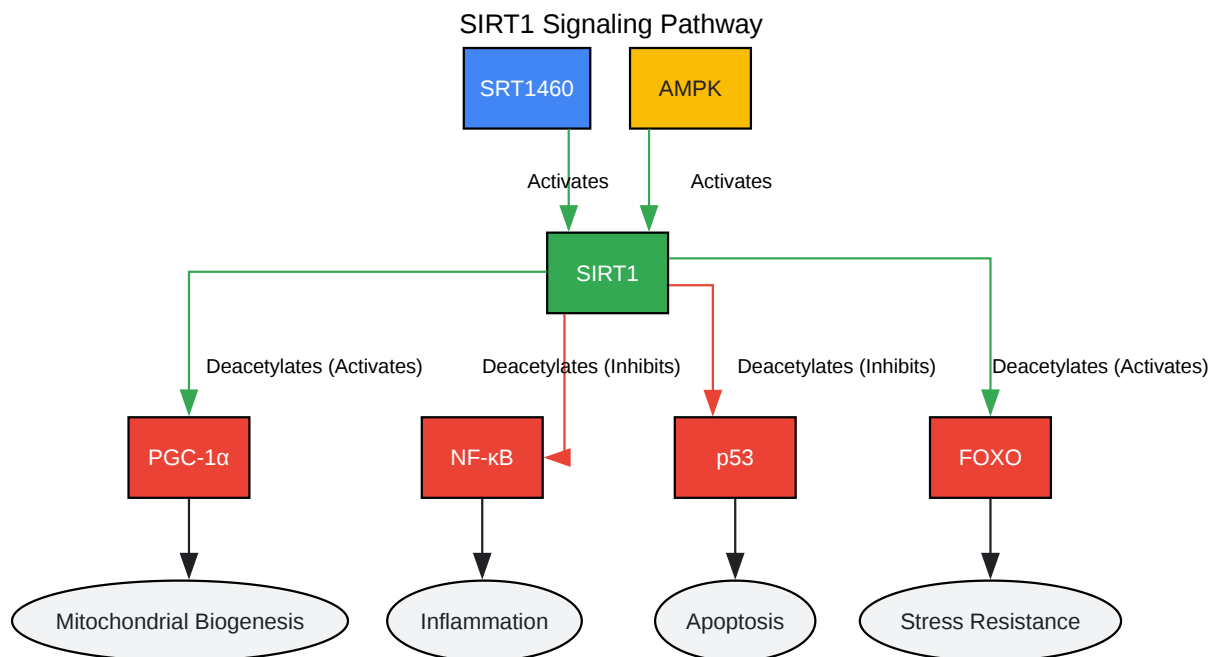 SIRT1 Signaling Pathway
SRT1460
AMPK
Activates
Activates
SIRT1
Deacetylates (Activates)
Deacetylates (Inhibits)
Deacetylates (Inhibits)
Deacetylates (Activates)
PGC-1α
NF-κB
p53
FOXO
Mitochondrial Biogenesis
Inflammation
Apoptosis
Stress Resistance